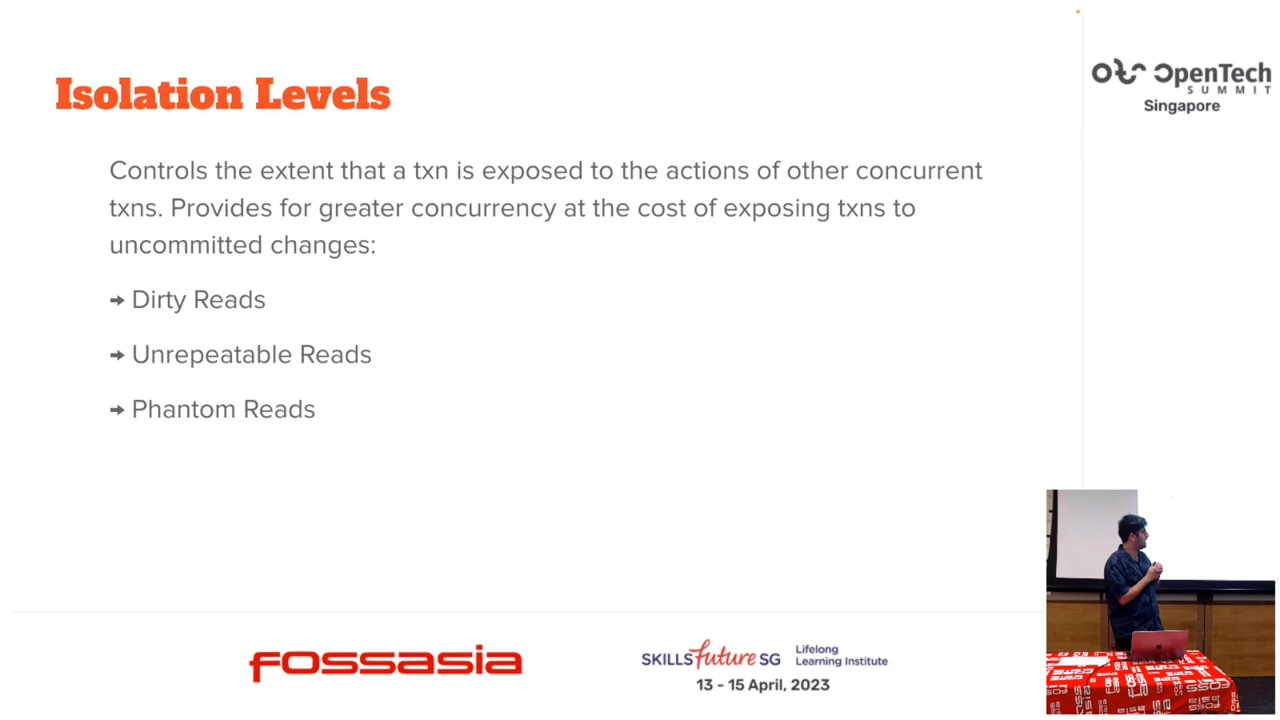 Isolation Levels
OpenTech
SUMMIT
Singapore
Controls the extent that a txn is exposed to the actions of other concurrent
txns. Provides for greater concurrency at the cost of exposing txns to
uncommitted changes:
→ Dirty Reads
→ Unrepeatable Reads
→ Phantom Reads
FOSSASIA
SKILLS future SG
Lifelong
Learning Institute
13 - 15 April, 2023